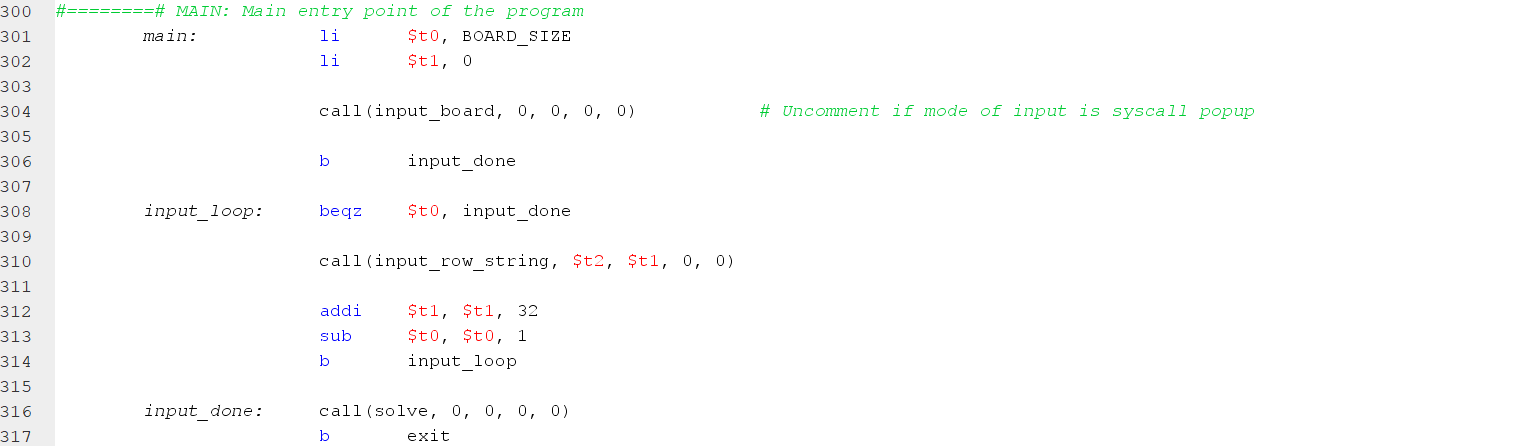 300 #========# MAIN: Main entry point of the program
301 main: li $t0, BOARD_SIZE
302 li $t1, 0
303
304 call(input_board, 0, 0, 0, 0) # Uncomment if mode of input is syscall popup
305
306 b input_done
307
308 input_loop: beqz $t0, input_done
309
310 call(input_row_string, $t2, $t1, 0, 0)
311
312 addi $t1, $t1, 32
313 sub $t0, $t0, 1
314 b input_loop
315
316 input_done: call(solve, 0, 0, 0, 0)
317 b exit